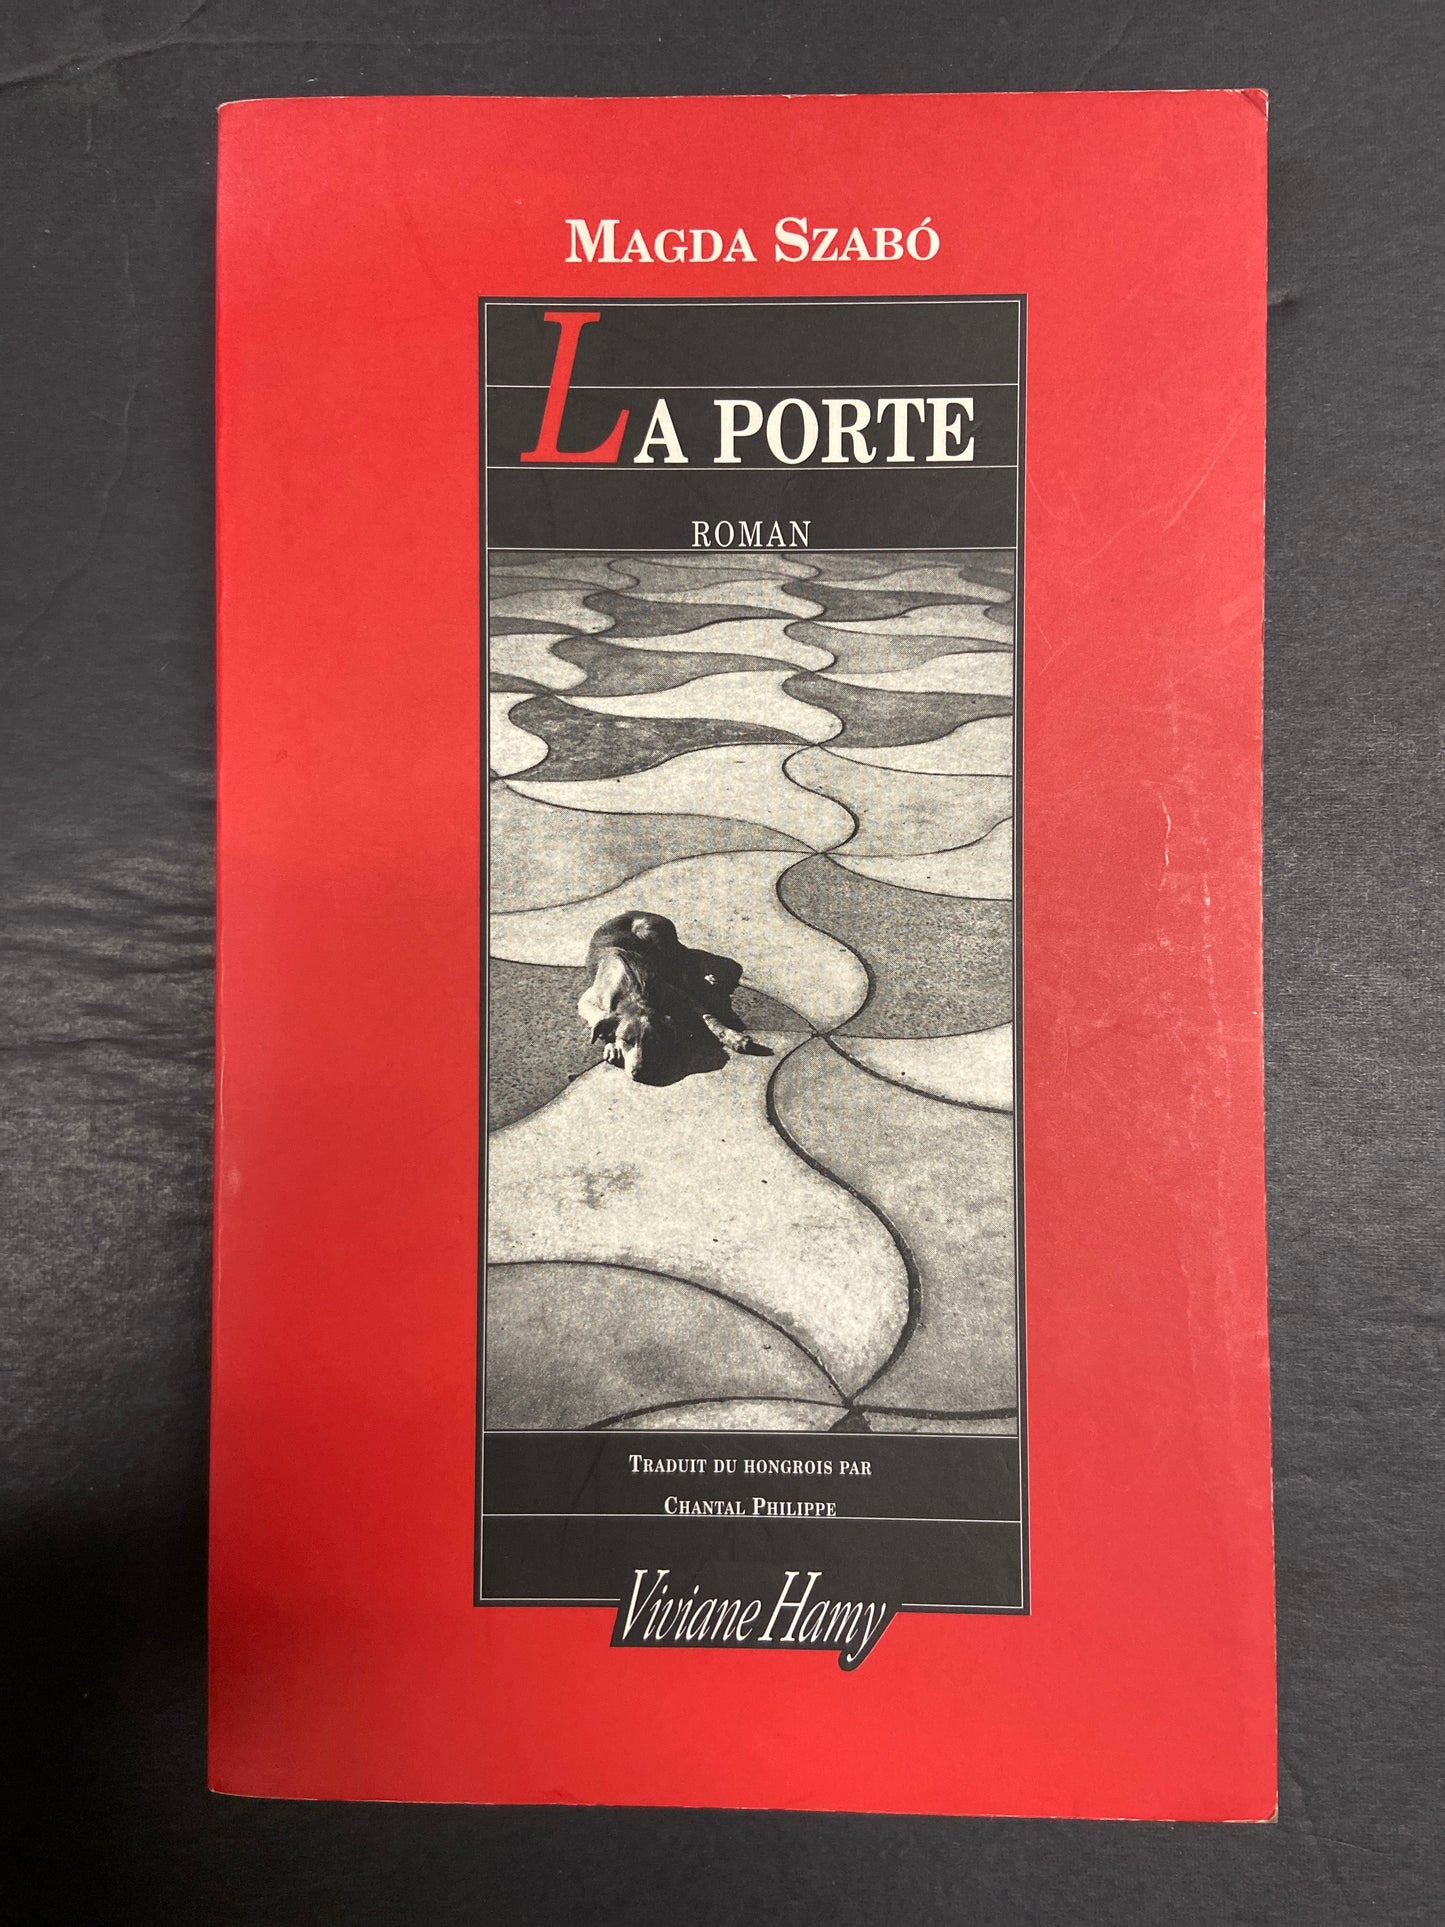 MAGDA SZABÓ
LA PORTE
ROMAN
TRADUIT DU HONGROIS PAR
CHANTAL PHILIPPE
Viviane Hamy